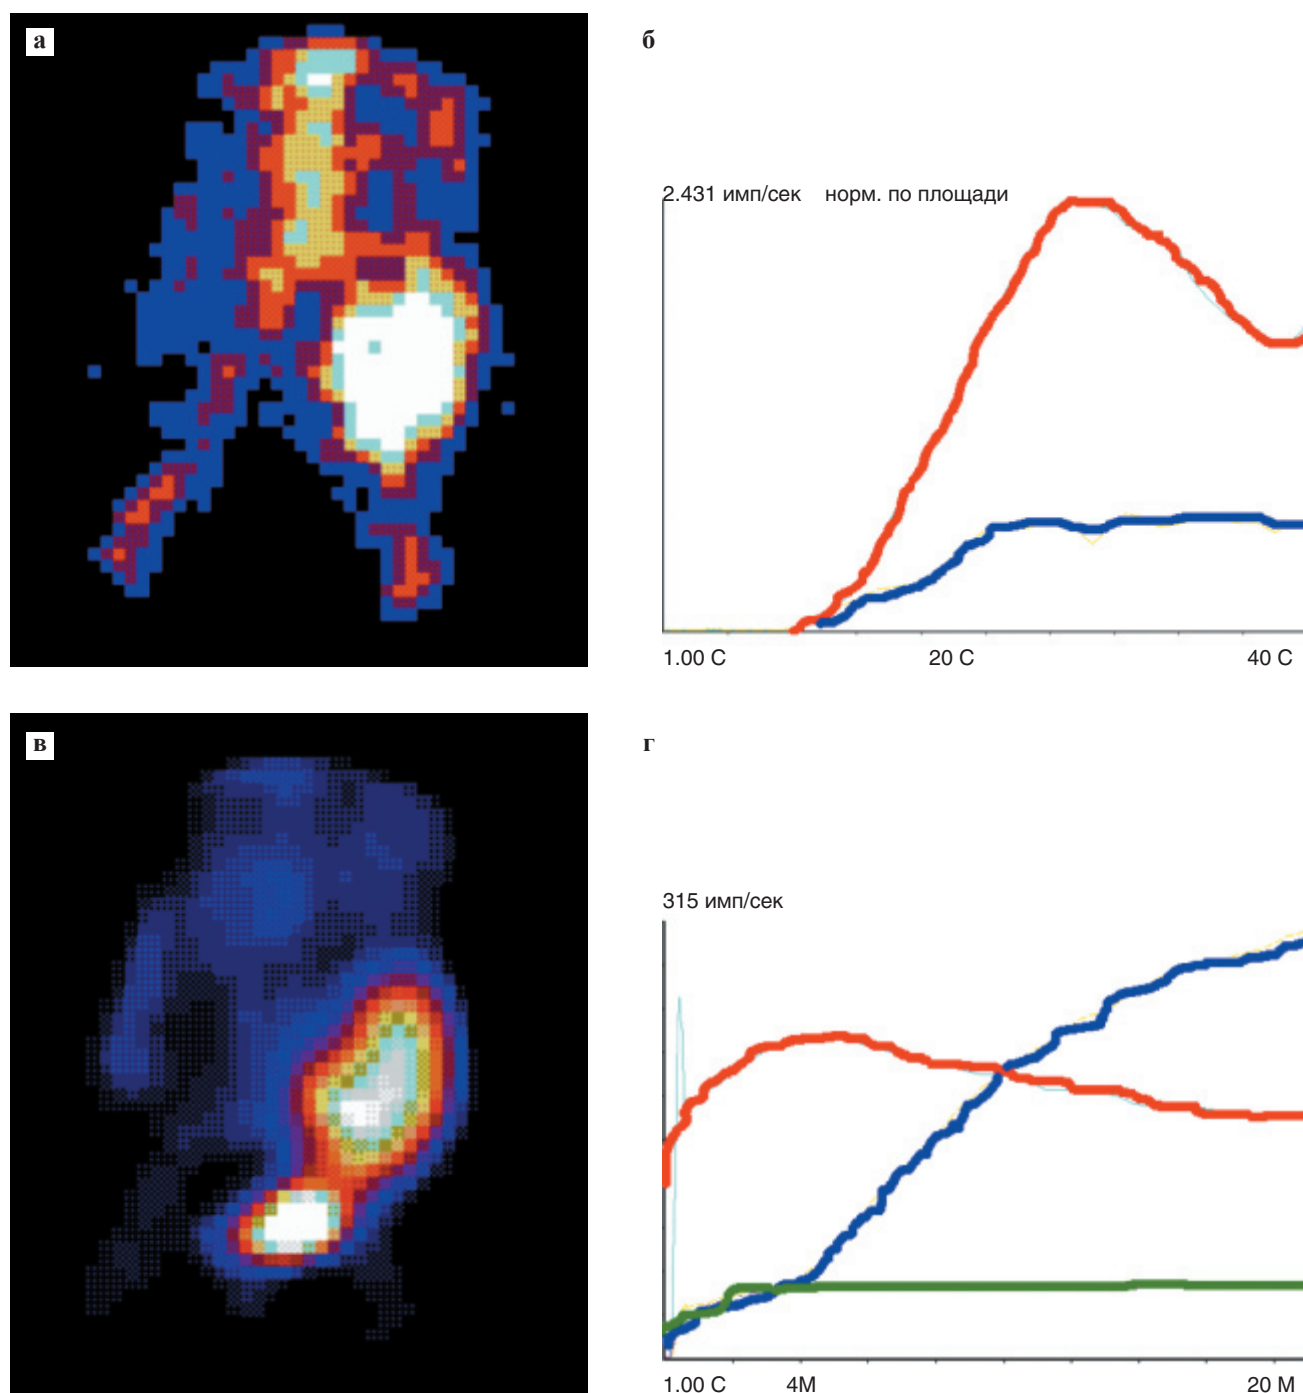 а
б
2.431 имп/сек норм. по площади
1.00 С 20 С 40 С
в
г
315 имп/сек
1.00 С 4М 20 М